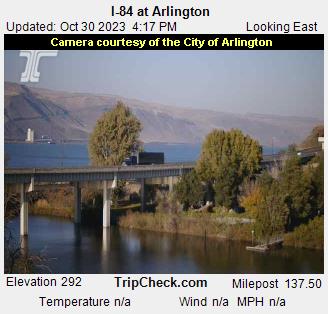 I-84 at Arlington
Updated: Oct 30 2023 4:17 PM Looking East
Camera courtesy of the City of Arlington
Elevation 292 TripCheck.com Milepost 137.50
Temperature n/a Wind n/a MPH n/a